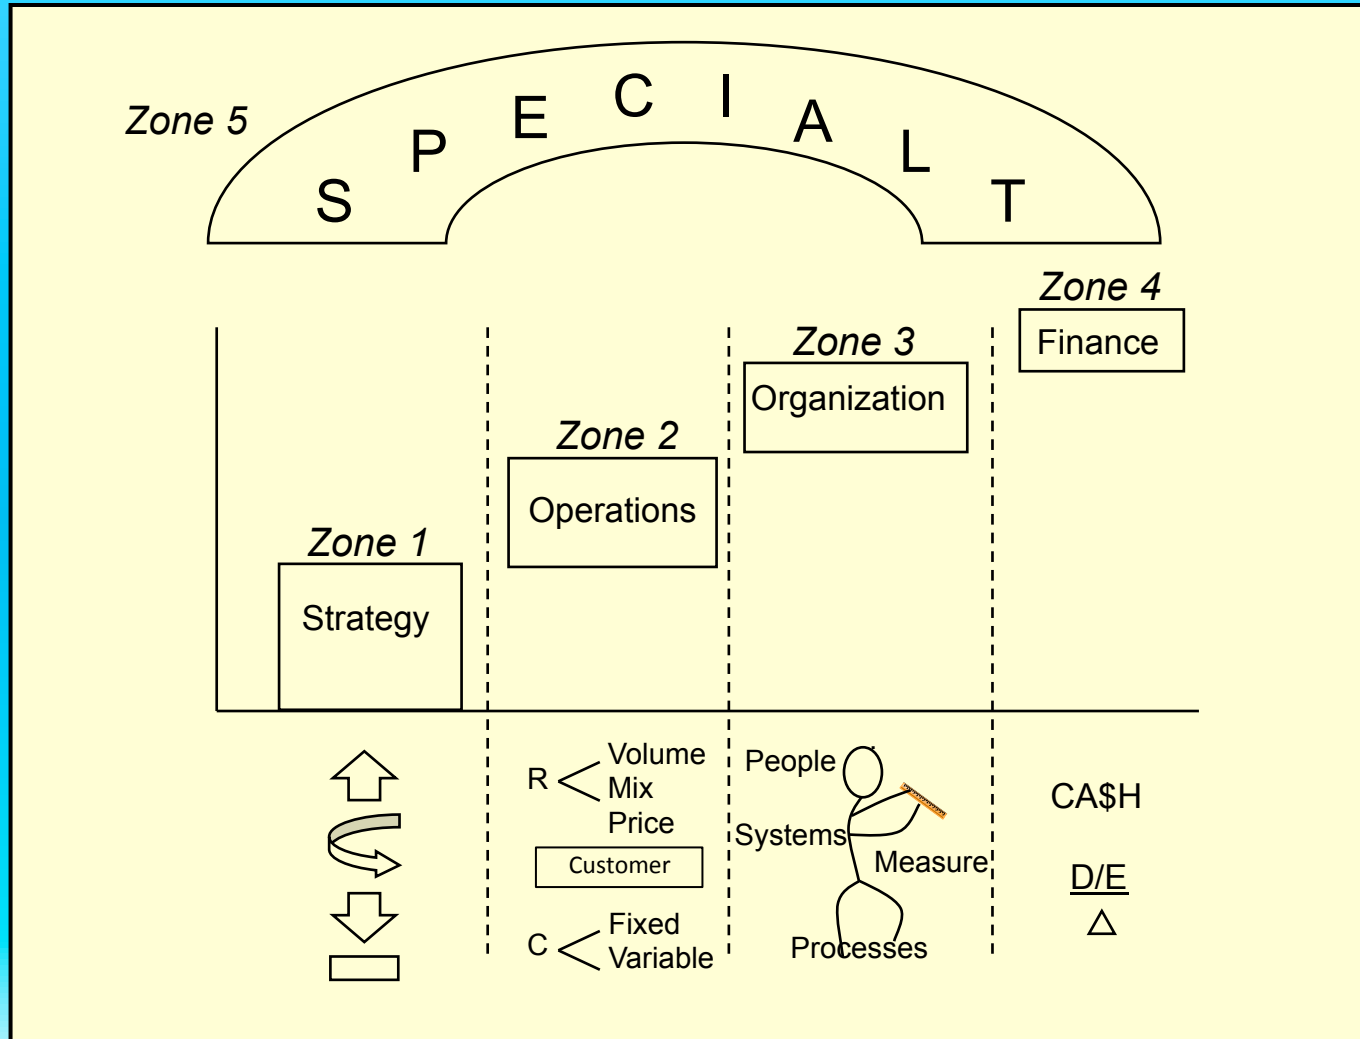 Zone 5
S P E C I A L T
Zone 4
Finance
Zone 3
Organization
Zone 2
Operations
Zone 1
Strategy
R
Volume
Mix
Price
Customer
C
Fixed
Variable
People
Systems
Measure
Processes
CA$H
D/E
△